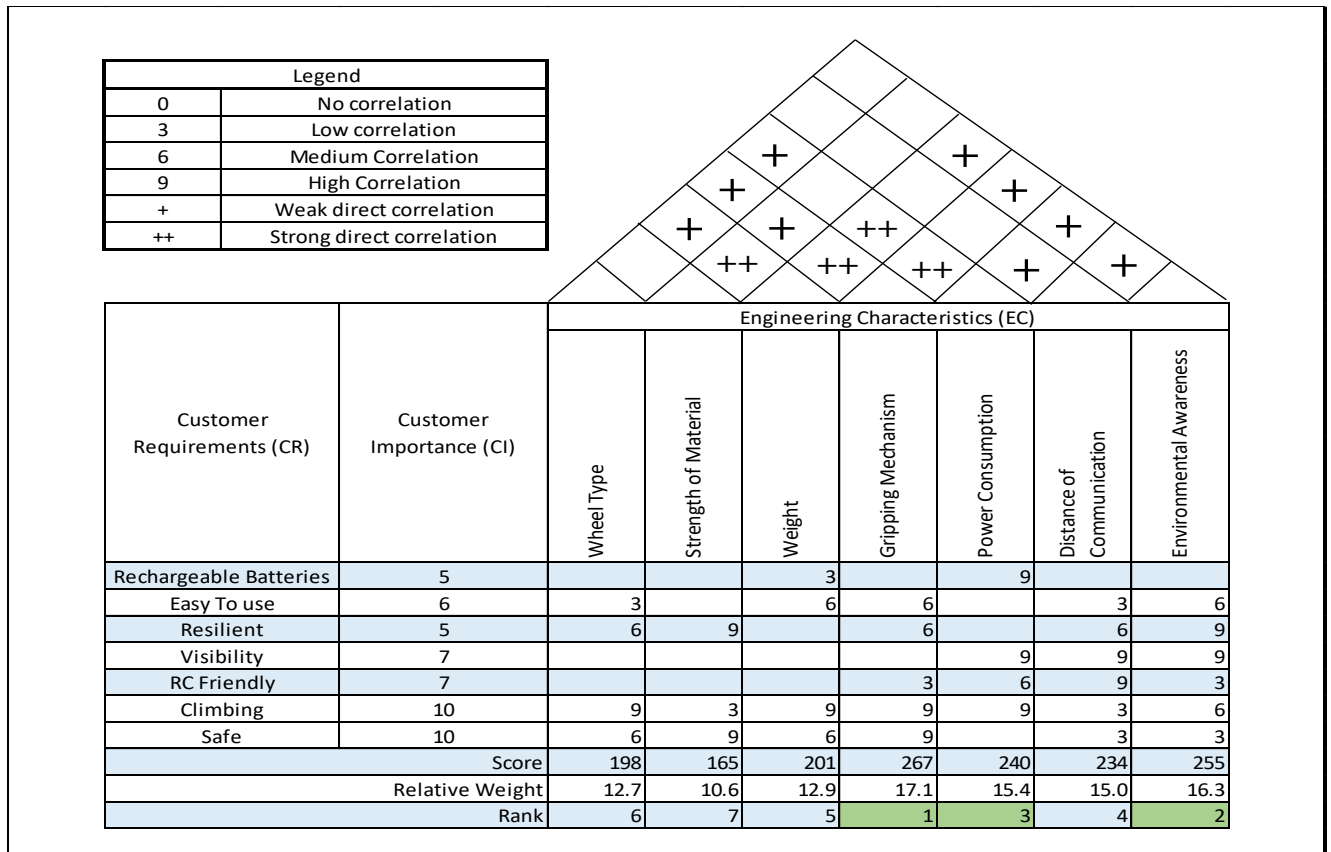 Legend
0 No correlation
3 Low correlation
6 Medium Correlation
9 High Correlation
+ Weak direct correlation
++ Strong direct correlation
+ +
+ +
+ + ++ +
++ ++ ++ + +
Engineering Characteristics (EC)
Customer
Requirements (CR)
Customer
Importance (CI)
Wheel Type
Strength of Material
Weight
Gripping Mechanism
Power Consumption
Distance of
Communication
Environmental Awareness
Rechargeable Batteries 5 3 9
Easy To use 6 3 6 6 3 6
Resilient 5 6 9 6 6 9
Visibility 7 9 9 9
RC Friendly 7 3 6 9 3
Climbing 10 9 3 9 9 9 3 6
Safe 10 6 9 6 9 3 3
Score 198 165 201 267 240 234 255
Relative Weight 12.7 10.6 12.9 17.1 15.4 15.0 16.3
Rank 6 7 5 1 3 4 2